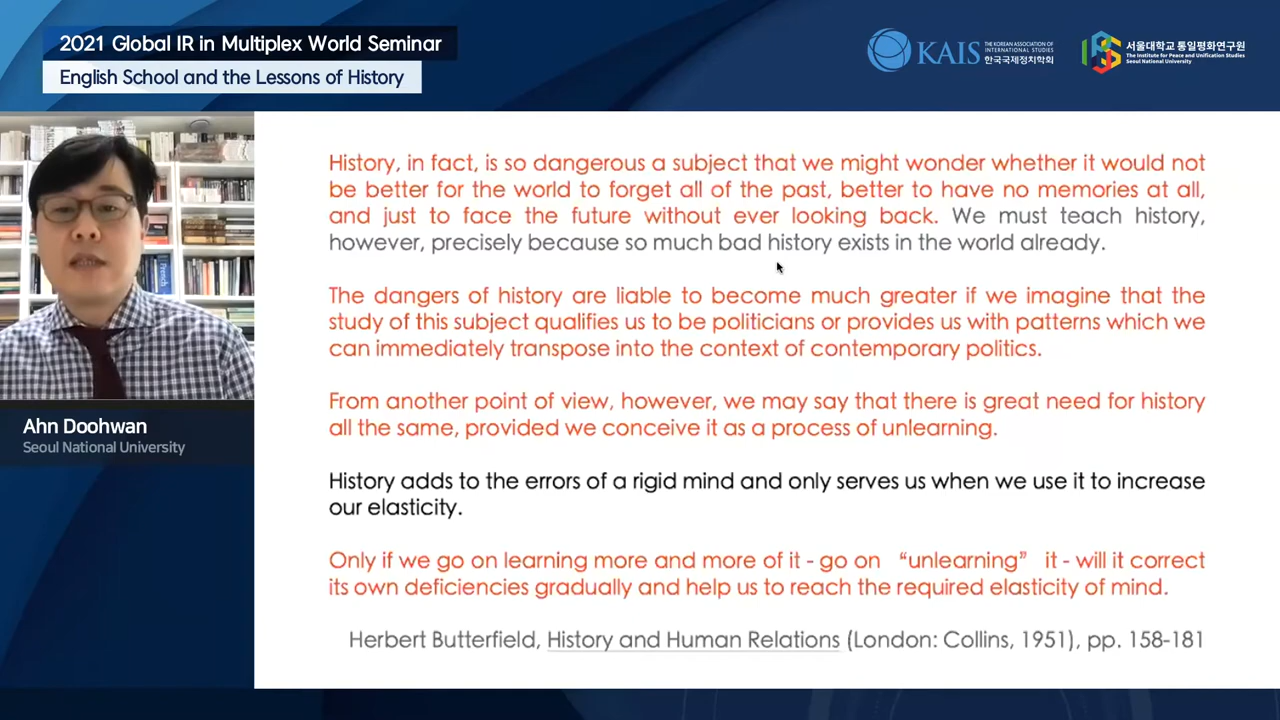 2021 Global IR in Multiplex World Seminar
English School and the Lessons of History
KAIS
THE KOREAN ASSOCIATION OF
INTERNATIONAL STUDIES
한국국제정치학회
서울대학교 통일평화연구원
The Institute for Peace and Unification Studies
Seoul National University
French
Ahn Doohwan
Seoul National University
History, in fact, is so dangerous a subject that we might wonder whether it would not
be better for the world to forget all of the past, better to have no memories at all,
and just to face the future without ever looking back. We must teach history,
however, precisely because so much bad history exists in the world already.
The dangers of history are liable to become much greater if we imagine that the
study of this subject qualifies us to be politicians or provides us with patterns which we
can immediately transpose into the context of contemporary politics.
From another point of view, however, we may say that there is great need for history
all the same, provided we conceive it as a process of unlearning.
History adds to the errors of a rigid mind and only serves us when we use it to increase
our elasticity.
Only if we go on learning more and more of it - go on “unlearning” it - will it correct
its own deficiencies gradually and help us to reach the required elasticity of mind.
Herbert Butterfield, History and Human Relations (London: Collins, 1951), pp. 158-181